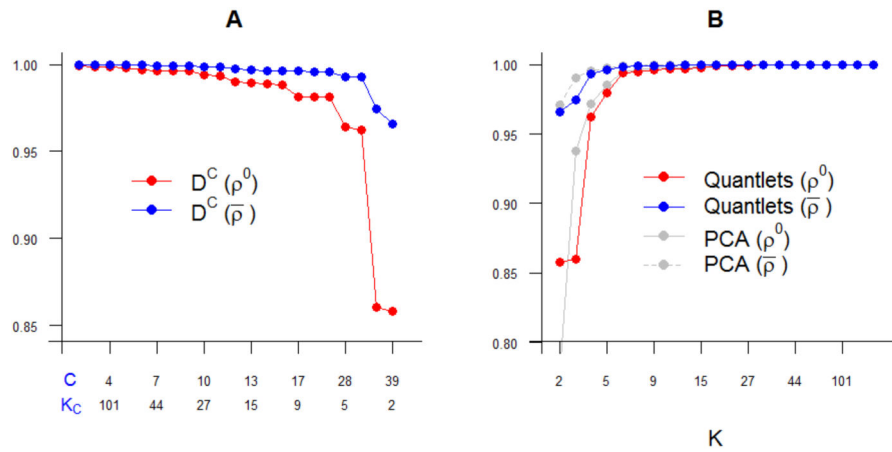 A
1.00
0.95
0.90
0.85
D^C (ρ^0)
D^C (ρ̅)
C 4 7 10 13 17 28 39
K_C 101 44 27 15 9 5 2
B
1.00
0.95
0.90
0.85
0.80
Quantlets (ρ^0)
Quantlets (ρ̅)
PCA (ρ^0)
PCA (ρ̅)
2 5 9 15 27 44 101
K